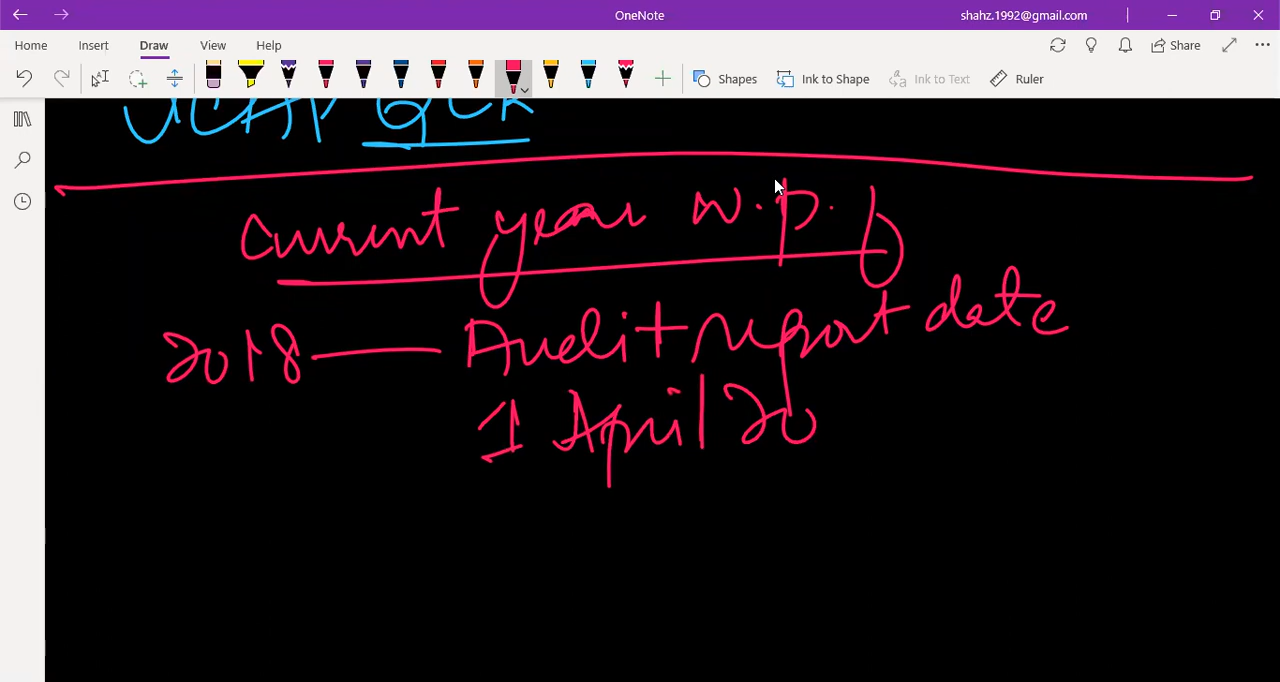 OneNote
shahz.1992@gmail.com
Home Insert Draw View Help
Share
Shapes Ink to Shape Ink to Text Ruler
QCR
Current year W.P.
2018 — Audit report date
1 April 20